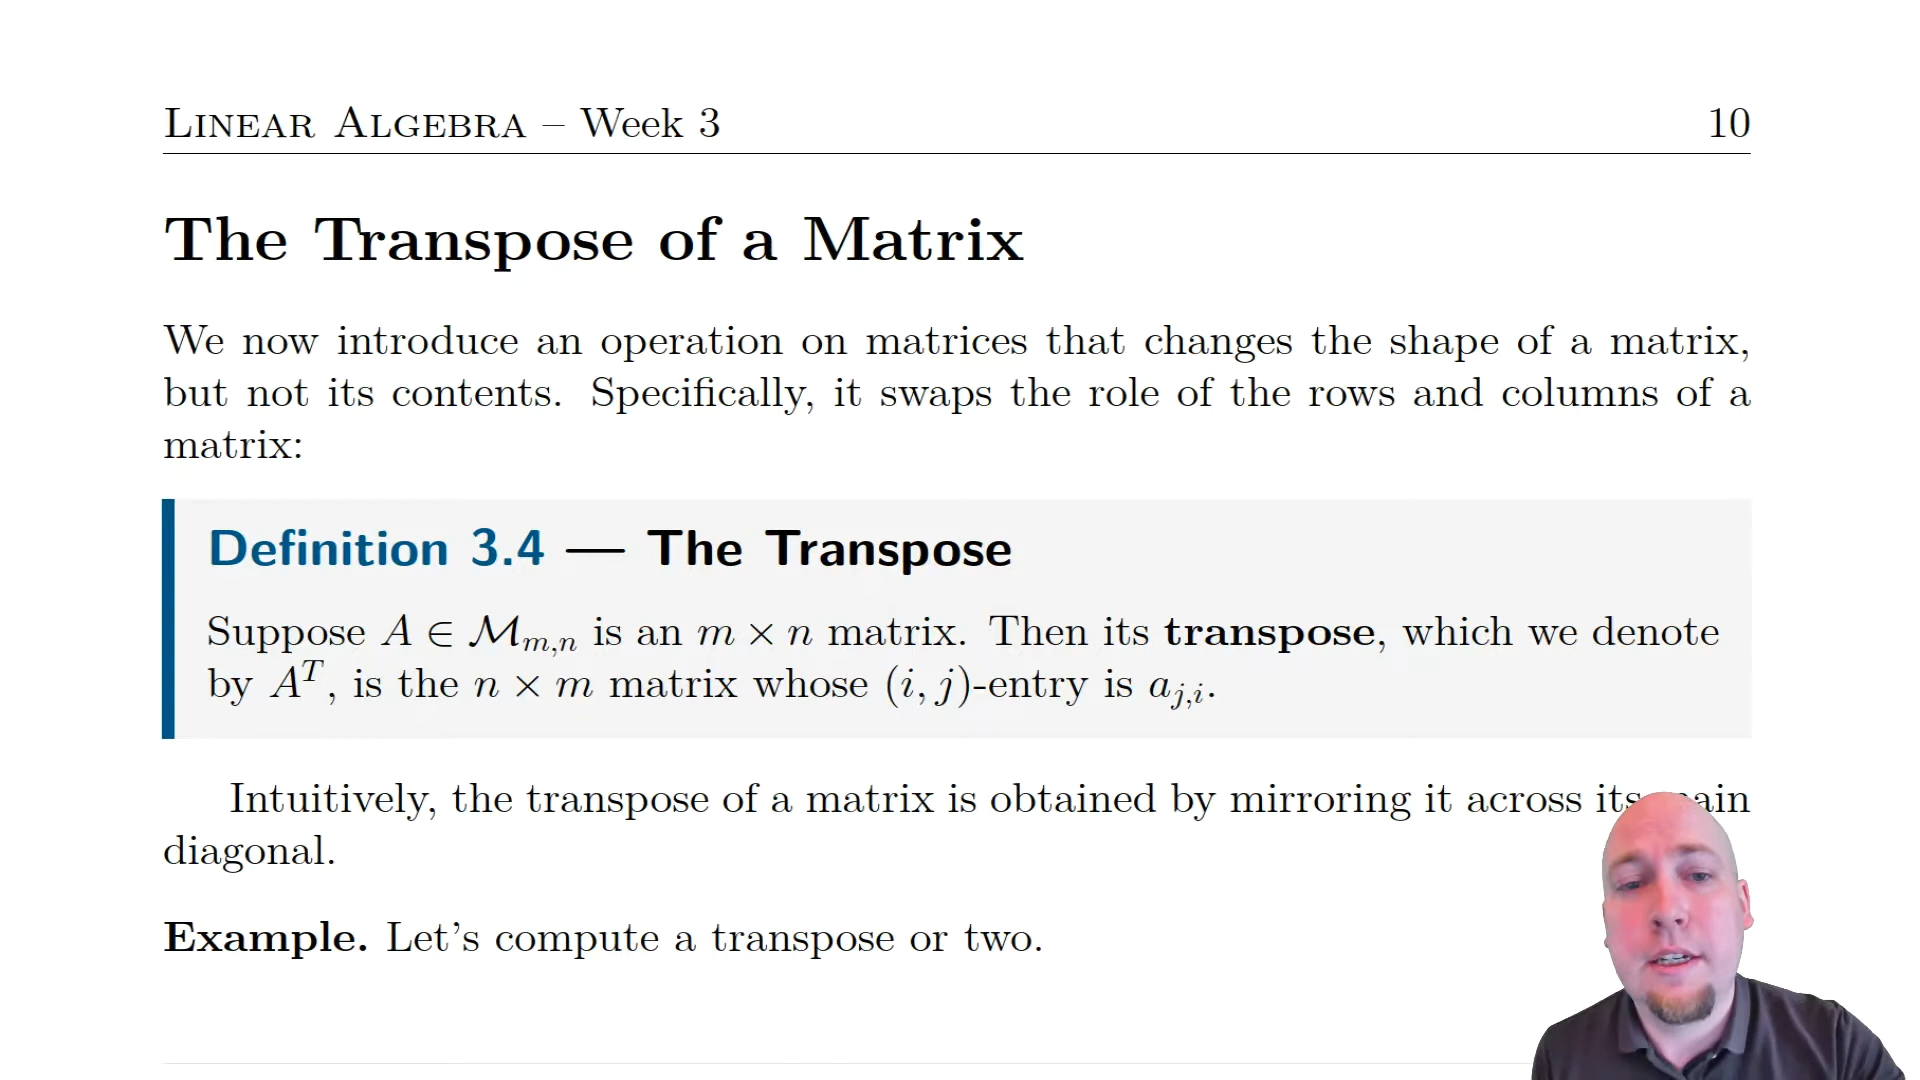 LINEAR ALGEBRA – Week 3 10
The Transpose of a Matrix
We now introduce an operation on matrices that changes the shape of a matrix,
but not its contents. Specifically, it swaps the role of the rows and columns of a
matrix:
Definition 3.4 — The Transpose
Suppose A ∈ ℳ_{m,n} is an m × n matrix. Then its transpose, which we denote
by A^T, is the n × m matrix whose (i, j)-entry is a_{j,i}.
Intuitively, the transpose of a matrix is obtained by mirroring it across its main
diagonal.
Example. Let's compute a transpose or two.